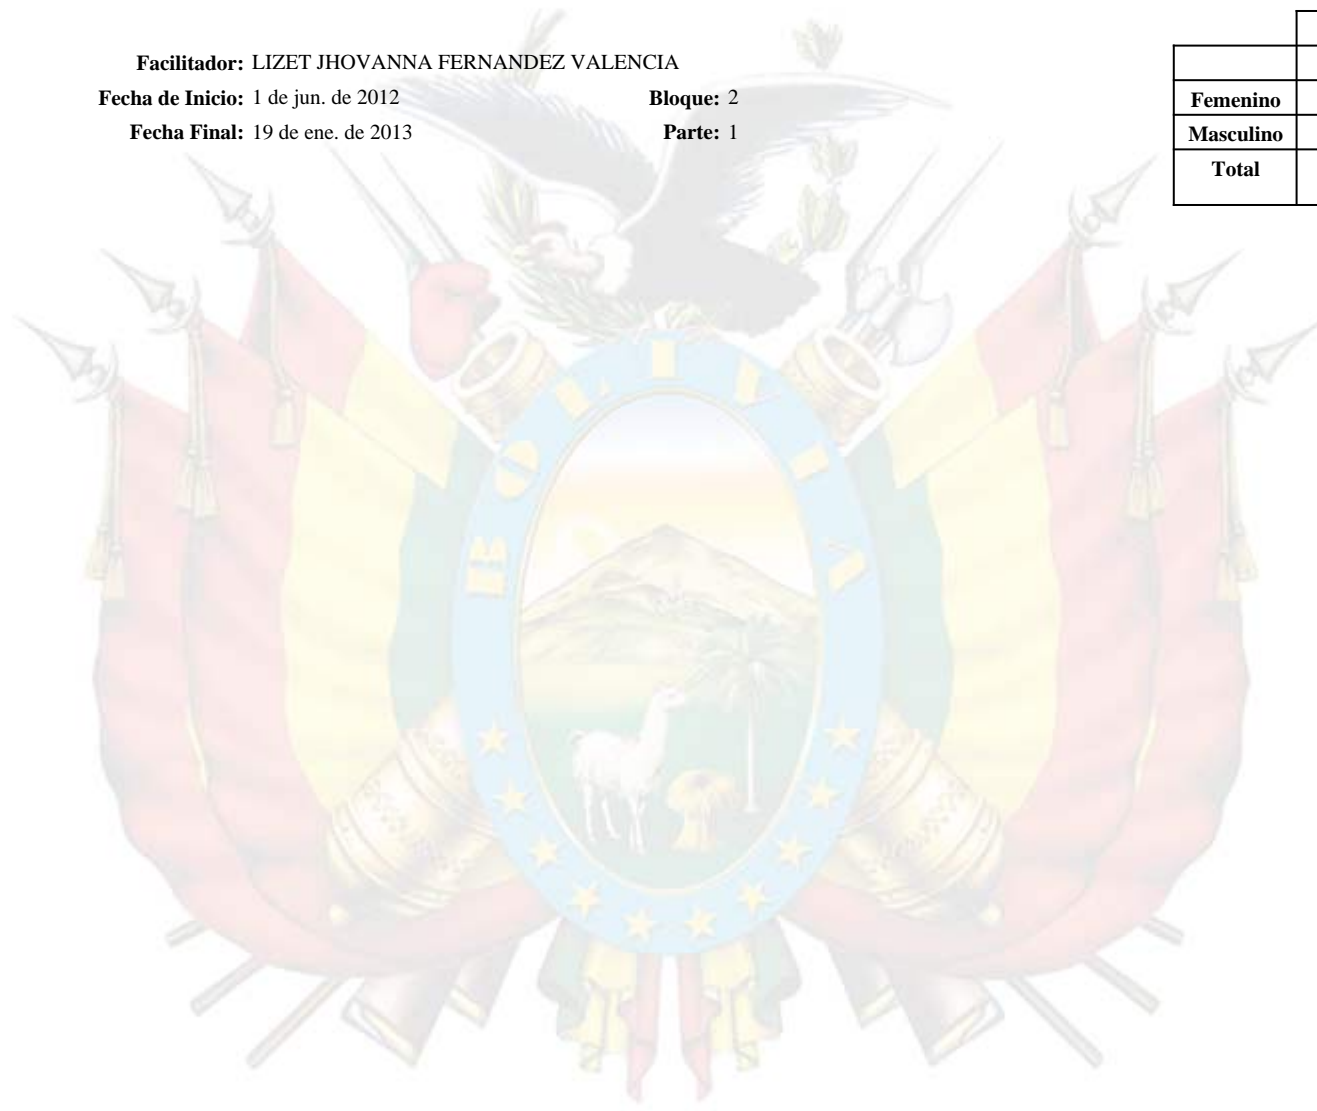 Facilitador: LIZET JHOVANNA FERNANDEZ VALENCIA
Fecha de Inicio: 1 de jun. de 2012 Bloque: 2
Fecha Final: 19 de ene. de 2013 Parte: 1
Femenino
Masculino
Total
BOLIVIA